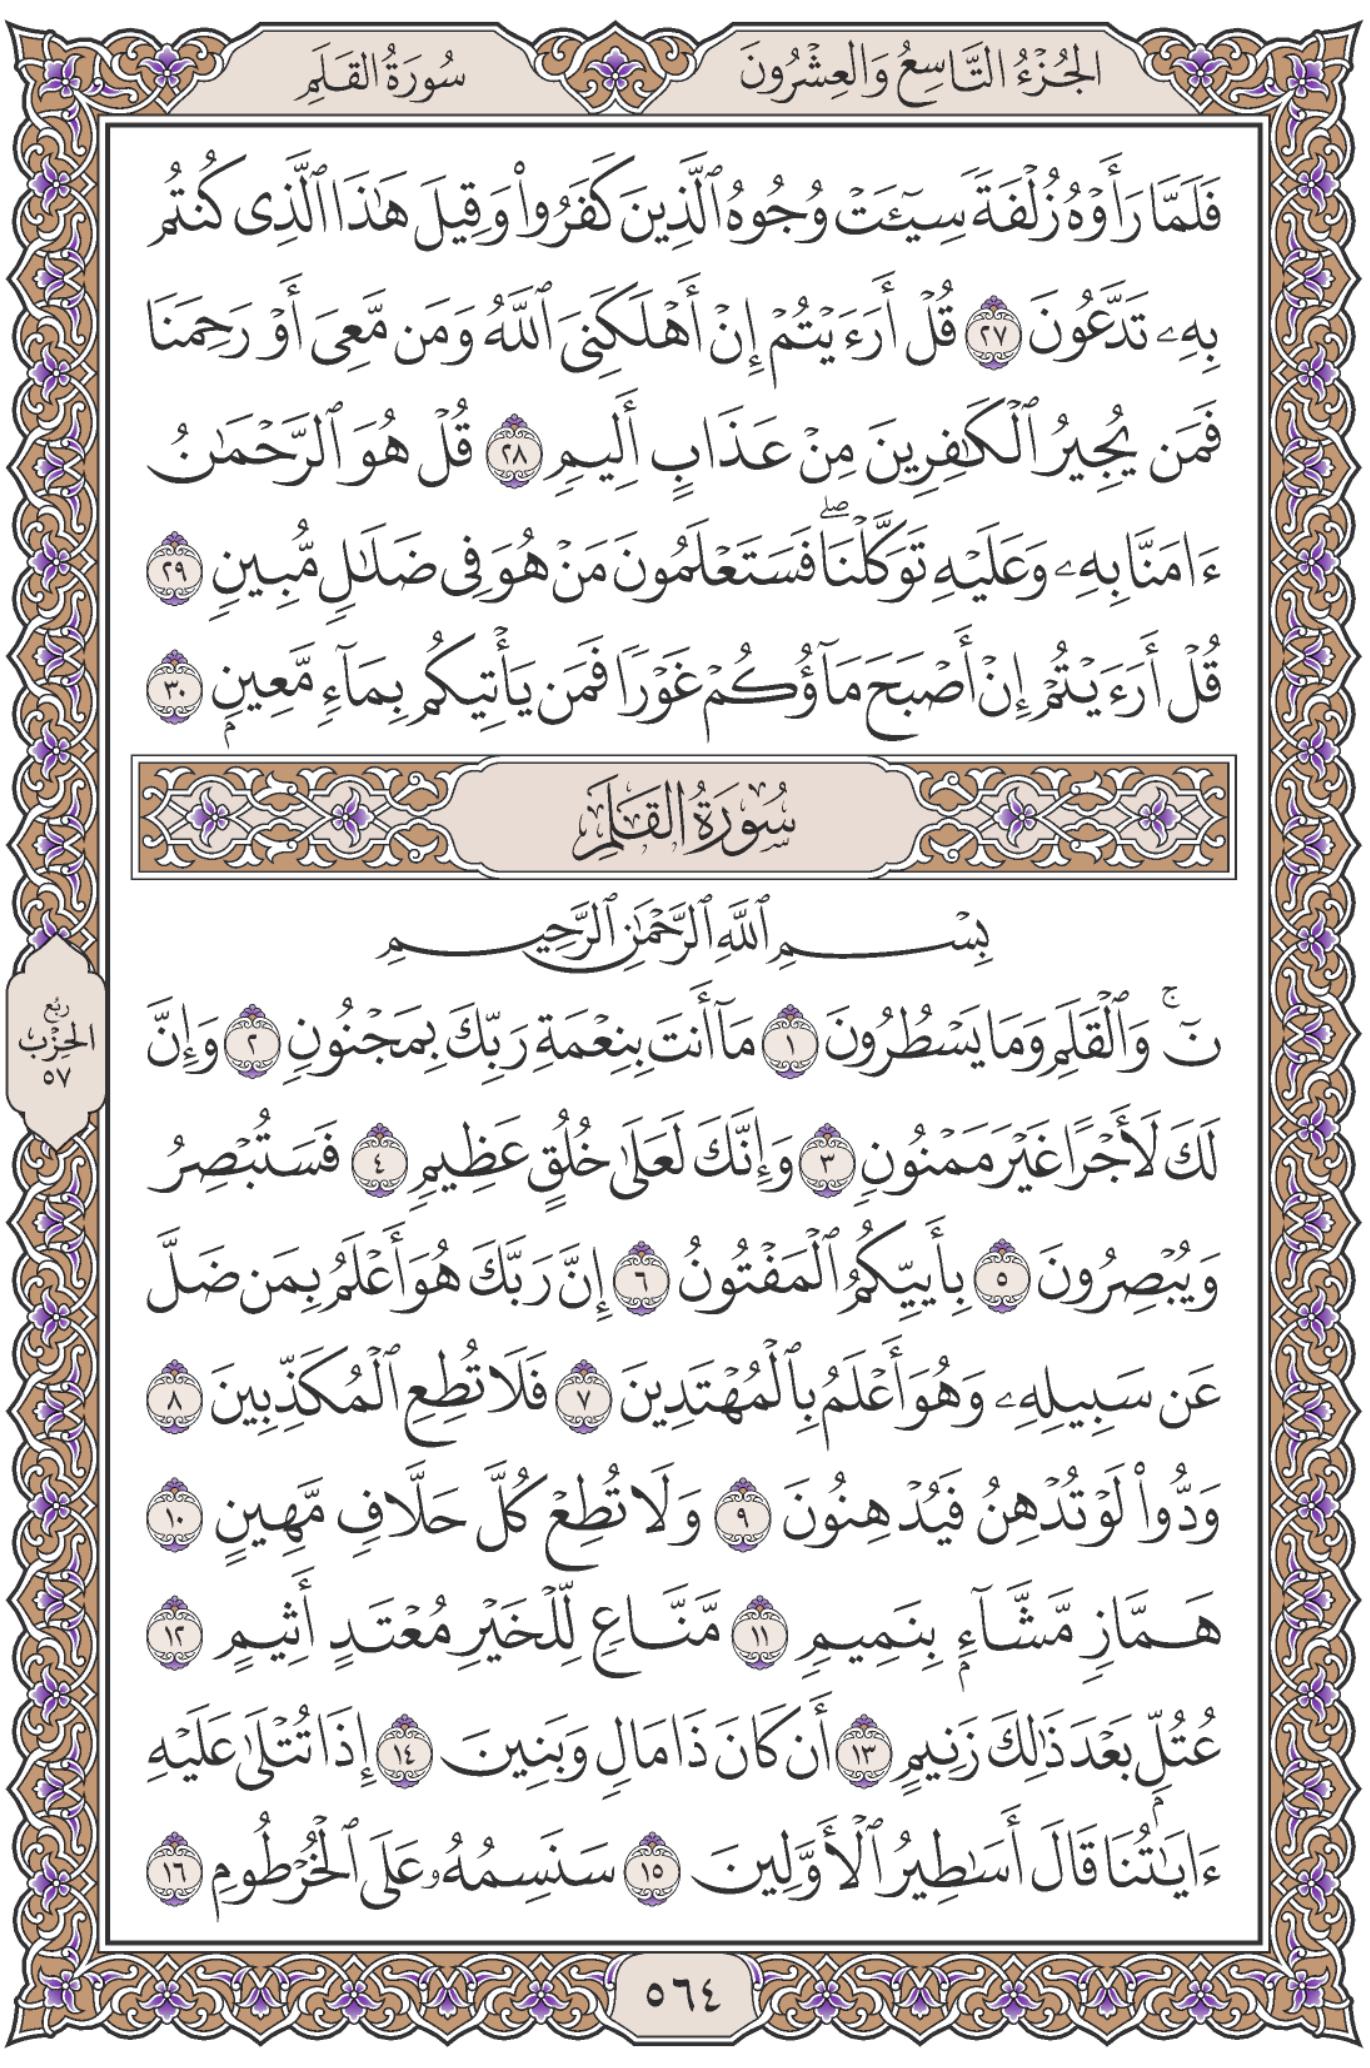 الجُزْءُ التَّاسِعُ وَالعِشْرُونَ
سُورَةُ القَلَمِ
فَلَمَّا رَأَوْهُ زُلْفَةً سِيٓـَٔتْ وُجُوهُ ٱلَّذِينَ كَفَرُواْ وَقِيلَ هَٰذَا ٱلَّذِى كُنتُم
بِهِۦ تَدَّعُونَ ٢٧ قُلْ أَرَءَيْتُمْ إِنْ أَهْلَكَنِىَ ٱللَّهُ وَمَن مَّعِىَ أَوْ رَحِمَنَا
فَمَن يُجِيرُ ٱلْكَٰفِرِينَ مِنْ عَذَابٍ أَلِيمٍ ٢٨ قُلْ هُوَ ٱلرَّحْمَٰنُ
ءَامَنَّا بِهِۦ وَعَلَيْهِ تَوَكَّلْنَا ۖ فَسَتَعْلَمُونَ مَنْ هُوَ فِى ضَلَٰلٍ مُّبِينٍ ٢٩
قُلْ أَرَءَيْتُمْ إِنْ أَصْبَحَ مَآؤُكُمْ غَوْرًا فَمَن يَأْتِيكُم بِمَآءٍ مَّعِينٍۭ ٣٠
سُورَةُ القَلَمِ
بِسْمِ ٱللَّهِ ٱلرَّحْمَٰنِ ٱلرَّحِيمِ
نٓ ۚ وَٱلْقَلَمِ وَمَا يَسْطُرُونَ ١ مَآ أَنتَ بِنِعْمَةِ رَبِّكَ بِمَجْنُونٍ ٢ وَإِنَّ
لَكَ لَأَجْرًا غَيْرَ مَمْنُونٍ ٣ وَإِنَّكَ لَعَلَىٰ خُلُقٍ عَظِيمٍ ٤ فَسَتُبْصِرُ
وَيُبْصِرُونَ ٥ بِأَييِّكُمُ ٱلْمَفْتُونُ ٦ إِنَّ رَبَّكَ هُوَ أَعْلَمُ بِمَن ضَلَّ
عَن سَبِيلِهِۦ وَهُوَ أَعْلَمُ بِٱلْمُهْتَدِينَ ٧ فَلَا تُطِعِ ٱلْمُكَذِّبِينَ ٨
وَدُّواْ لَوْ تُدْهِنُ فَيُدْهِنُونَ ٩ وَلَا تُطِعْ كُلَّ حَلَّافٍ مَّهِينٍ ١٠
هَمَّازٍ مَّشَّآءٍۭ بِنَمِيمٍ ١١ مَّنَّاعٍ لِّلْخَيْرِ مُعْتَدٍ أَثِيمٍ ١٢
عُتُلٍّۭ بَعْدَ ذَٰلِكَ زَنِيمٍ ١٣ أَن كَانَ ذَا مَالٍ وَبَنِينَ ١٤ إِذَا تُتْلَىٰ عَلَيْهِ
ءَايَٰتُنَا قَالَ أَسَٰطِيرُ ٱلْأَوَّلِينَ ١٥ سَنَسِمُهُۥ عَلَى ٱلْخُرْطُومِ ١٦
رُبُع
الحِزْب
٥٧
٥٦٤